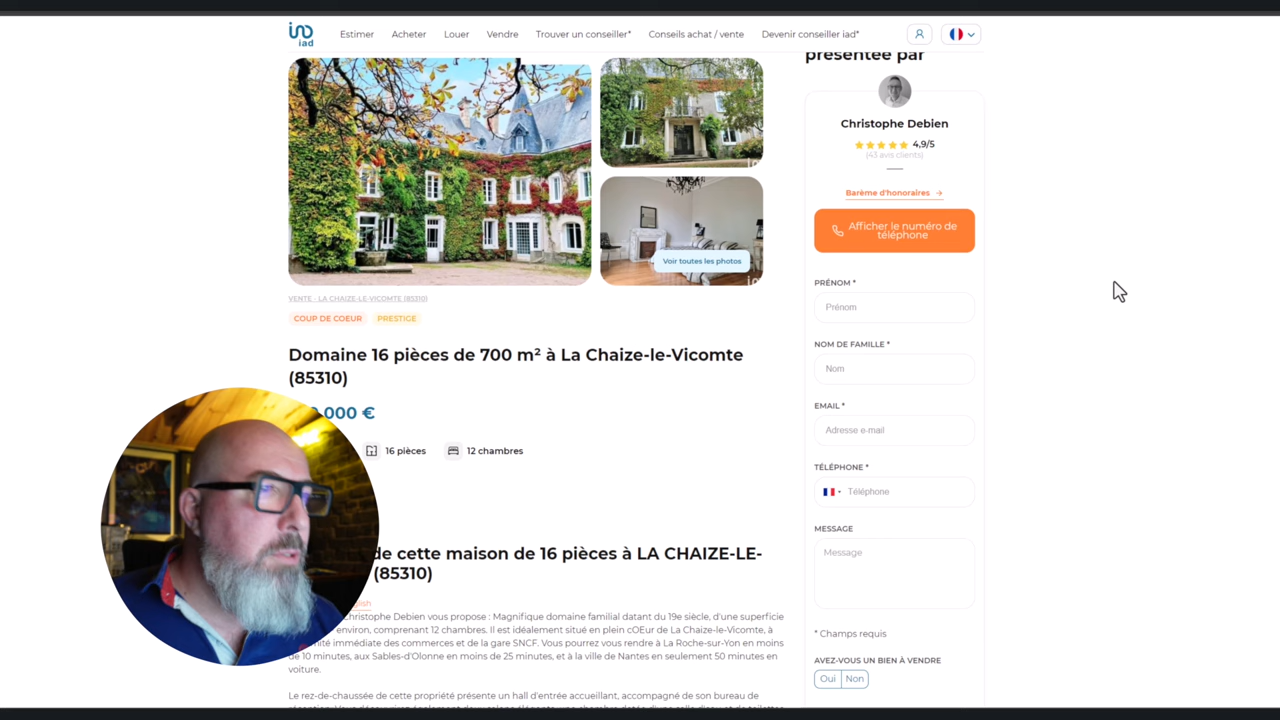 iad
Estimer Acheter Louer Vendre Trouver un conseiller* Conseils achat / vente Devenir conseiller iad*
présentée par
Voir toutes les photos
VENTE - LA CHAIZE-LE-VICOMTE (85310)
COUP DE COEUR PRESTIGE
Domaine 16 pièces de 700 m² à La Chaize-le-Vicomte
(85310)
000 €
16 pièces 12 chambres
de cette maison de 16 pièces à LA CHAIZE-LE-
(85310)
Christophe Debien vous propose : Magnifique domaine familial datant du 19e siècle, d'une superficie
environ, comprenant 12 chambres. Il est idéalement situé en plein cOEur de La Chaize-le-Vicomte, à
immédiate des commerces et de la gare SNCF. Vous pourrez vous rendre à La Roche-sur-Yon en moins
de 10 minutes, aux Sables-d'Olonne en moins de 25 minutes, et à la ville de Nantes en seulement 50 minutes en
voiture.
Le rez-de-chaussée de cette propriété présente un hall d'entrée accueillant, accompagné de son bureau de
Christophe Debien
4,9/5
(43 avis clients)
Barème d'honoraires →
Afficher le numéro de
téléphone
PRÉNOM *
Prénom
NOM DE FAMILLE *
Nom
EMAIL *
Adresse e-mail
TÉLÉPHONE *
Téléphone
MESSAGE
Message
* Champs requis
AVEZ-VOUS UN BIEN À VENDRE
Oui Non